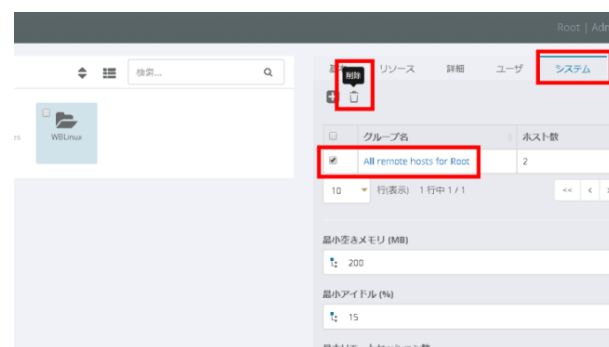 Root | Adm
検索...
WBLinux
リソース
詳細
ユーザ
システム
削除
グループ名
ホスト数
All remote hosts for Root
2
10
行(表示) 1 行中 1 / 1
<< <
最小空きメモリ (MB)
200
最小アイドル (%)
15